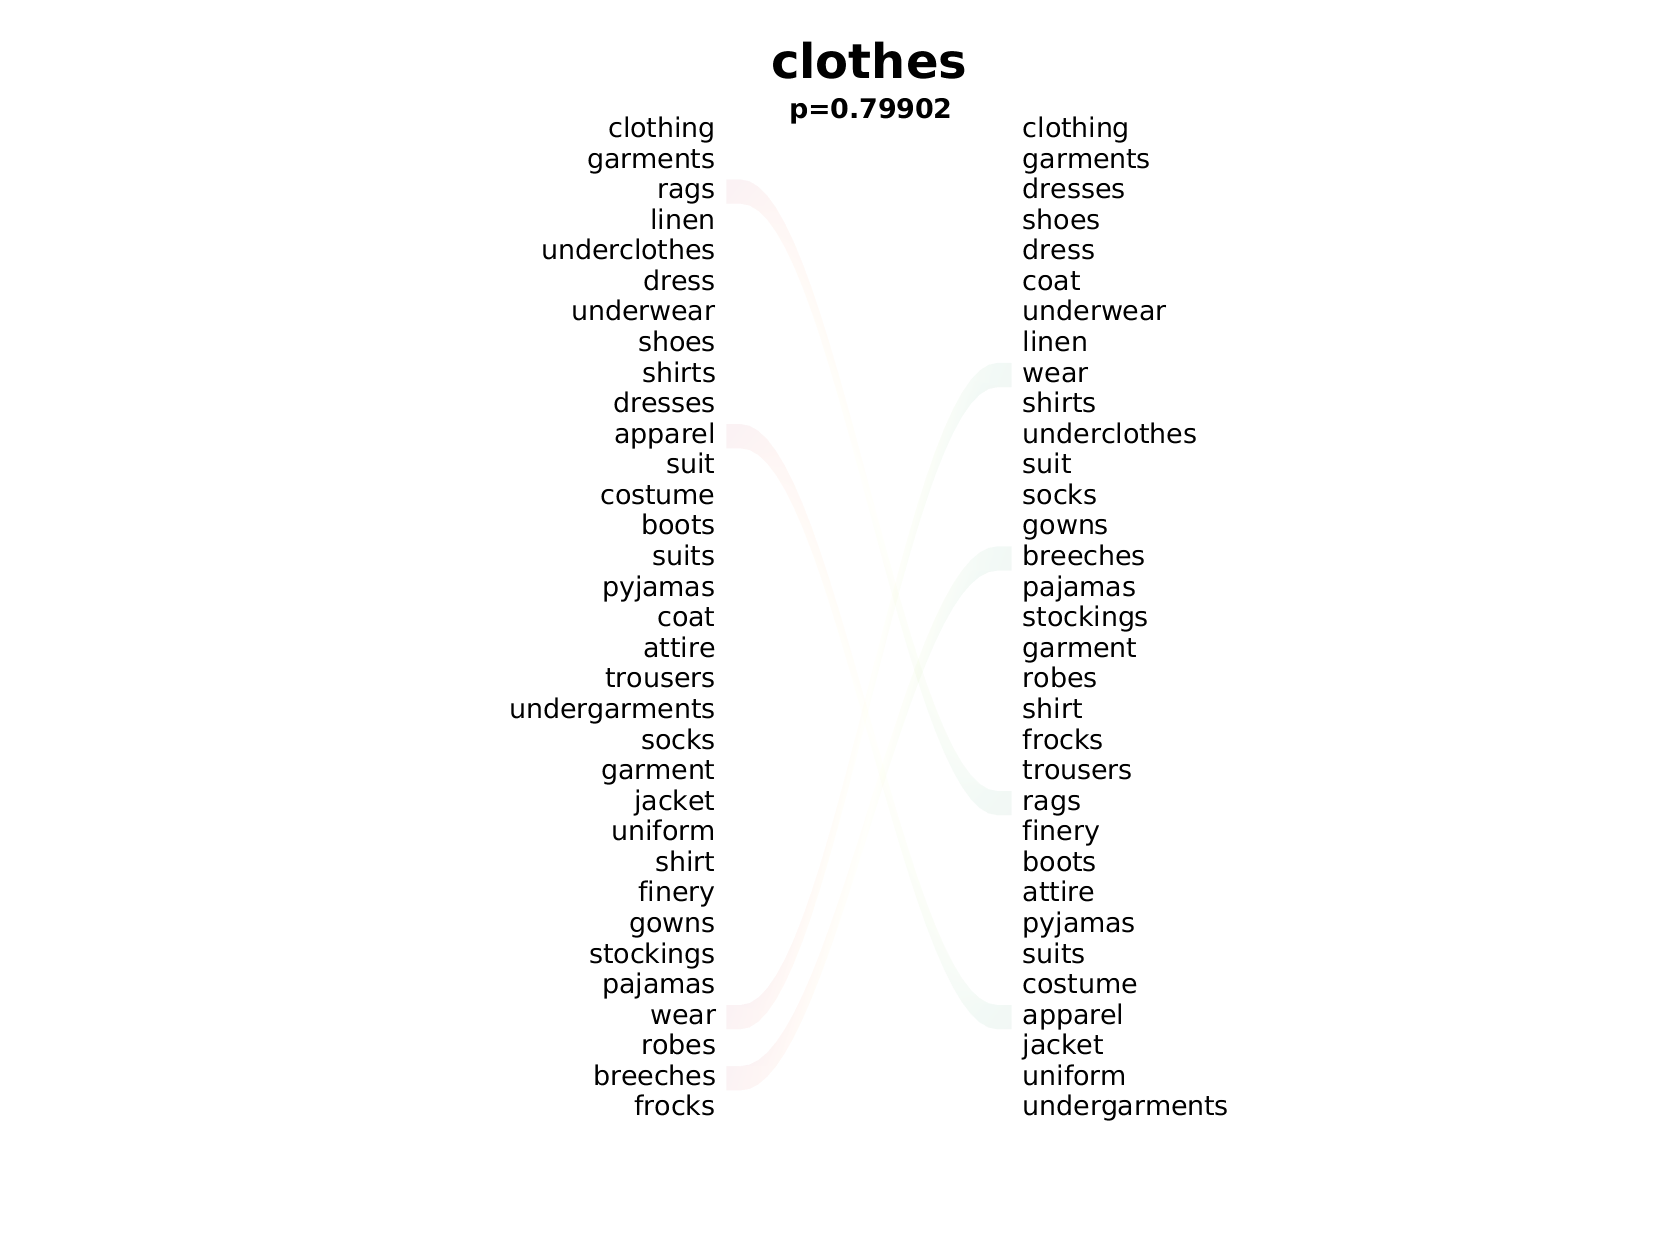 clothes
p=0.79902
clothing
garments
rags
linen
underclothes
dress
underwear
shoes
shirts
dresses
apparel
suit
costume
boots
suits
pyjamas
coat
attire
trousers
undergarments
socks
garment
jacket
uniform
shirt
finery
gowns
stockings
pajamas
wear
robes
breeches
frocks
clothing
garments
dresses
shoes
dress
coat
underwear
linen
wear
shirts
underclothes
suit
socks
gowns
breeches
pajamas
stockings
garment
robes
shirt
frocks
trousers
rags
finery
boots
attire
pyjamas
suits
costume
apparel
jacket
uniform
undergarments